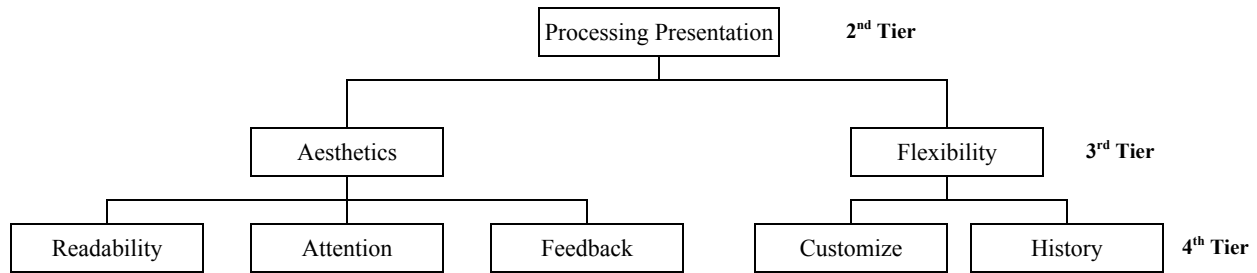 Processing Presentation
2nd Tier
Aesthetics
Flexibility
3rd Tier
Readability
Attention
Feedback
Customize
History
4th Tier